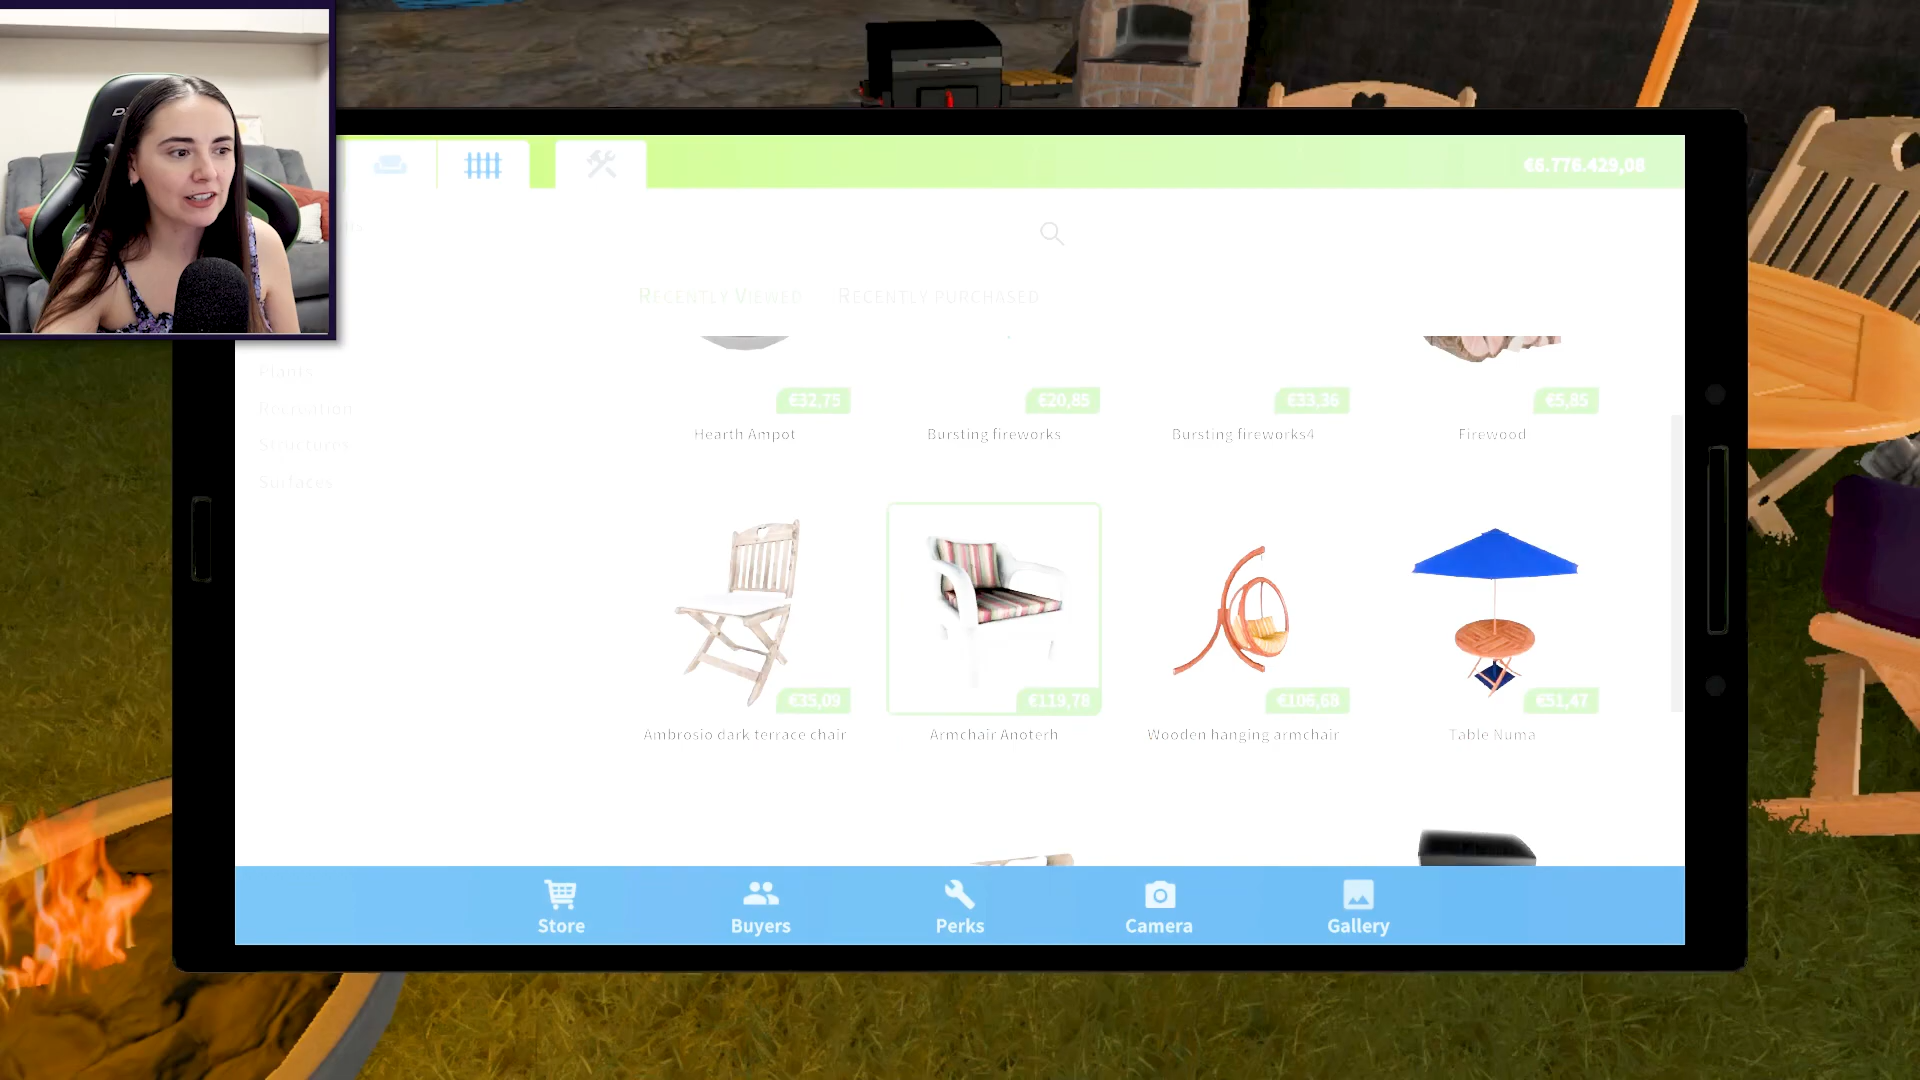 €6.776.429,08
RECENTLY VIEWED RECENTLY PURCHASED
Plants
Recreation
Structures
Surfaces
€32,75 €20,85 €33,36 €5,85
Hearth Ampot Bursting fireworks Bursting fireworks4 Firewood
€35,09 €119,78 €106,68 €51,47
Ambrosio dark terrace chair Armchair Anoterh Wooden hanging armchair Table Numa
Store Buyers Perks Camera Gallery